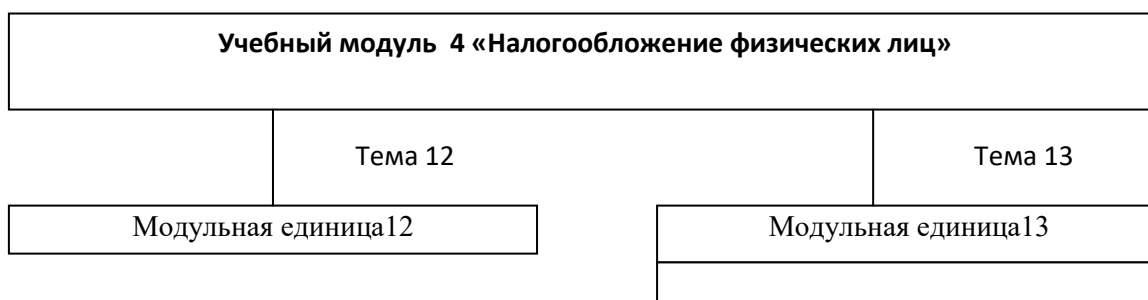 Учебный модуль  4 «Налогообложение физических лиц»
Тема 12
Тема 13
Модульная единица12
Модульная единица13